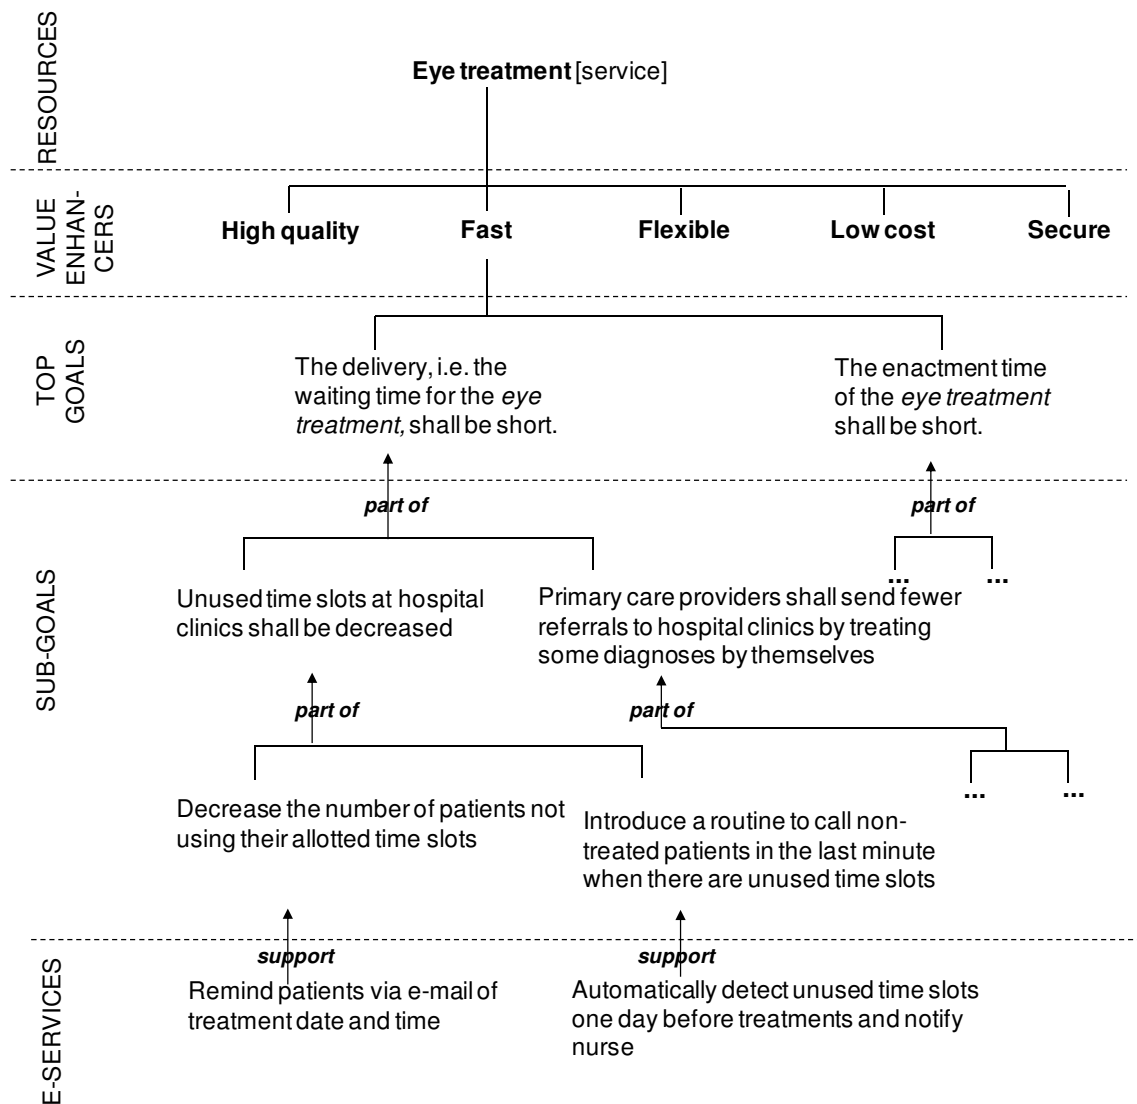 RESOURCES
Eye treatment [service]
VALUE
ENHAN-
CERS
High quality
Fast
Flexible
Low cost
Secure
TOP
GOALS
The delivery, i.e. the
waiting time for the eye
treatment, shall be short.
The enactment time
of the eye treatment
shall be short.
part of
part of
SUB-GOALS
Unused time slots at hospital
clinics shall be decreased
Primary care providers shall send fewer
referrals to hospital clinics by treating
some diagnoses by themselves
...
...
part of
part of
...
...
Decrease the number of patients not
using their allotted time slots
Introduce a routine to call non-
treated patients in the last minute
when there are unused time slots
support
support
E-SERVICES
Remind patients via e-mail of
treatment date and time
Automatically detect unused time slots
one day before treatments and notify
nurse